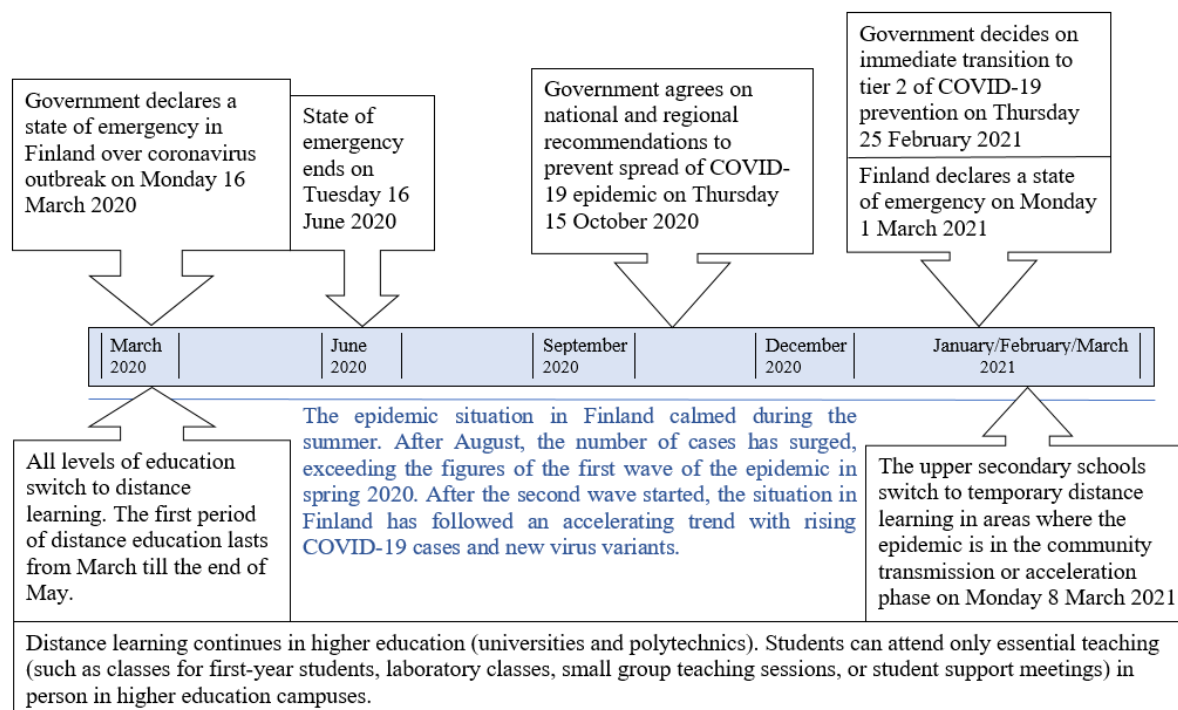 Government declares a
state of emergency in
Finland over coronavirus
outbreak on Monday 16
March 2020
State of
emergency
ends on
Tuesday 16
June 2020
Government agrees on
national and regional
recommendations to
prevent spread of COVID-
19 epidemic on Thursday
15 October 2020
Government decides on
immediate transition to
tier 2 of COVID-19
prevention on Thursday
25 February 2021
Finland declares a state
of emergency on Monday
1 March 2021
March
2020
June
2020
September
2020
December
2020
January/February/March
2021
The epidemic situation in Finland calmed during the
summer. After August, the number of cases has surged,
exceeding the figures of the first wave of the epidemic in
spring 2020. After the second wave started, the situation in
Finland has followed an accelerating trend with rising
COVID-19 cases and new virus variants.
All levels of education
switch to distance
learning. The first period
of distance education lasts
from March till the end of
May.
The upper secondary schools
switch to temporary distance
learning in areas where the
epidemic is in the community
transmission or acceleration
phase on Monday 8 March 2021
Distance learning continues in higher education (universities and polytechnics). Students can attend only essential teaching
(such as classes for first-year students, laboratory classes, small group teaching sessions, or student support meetings) in
person in higher education campuses.